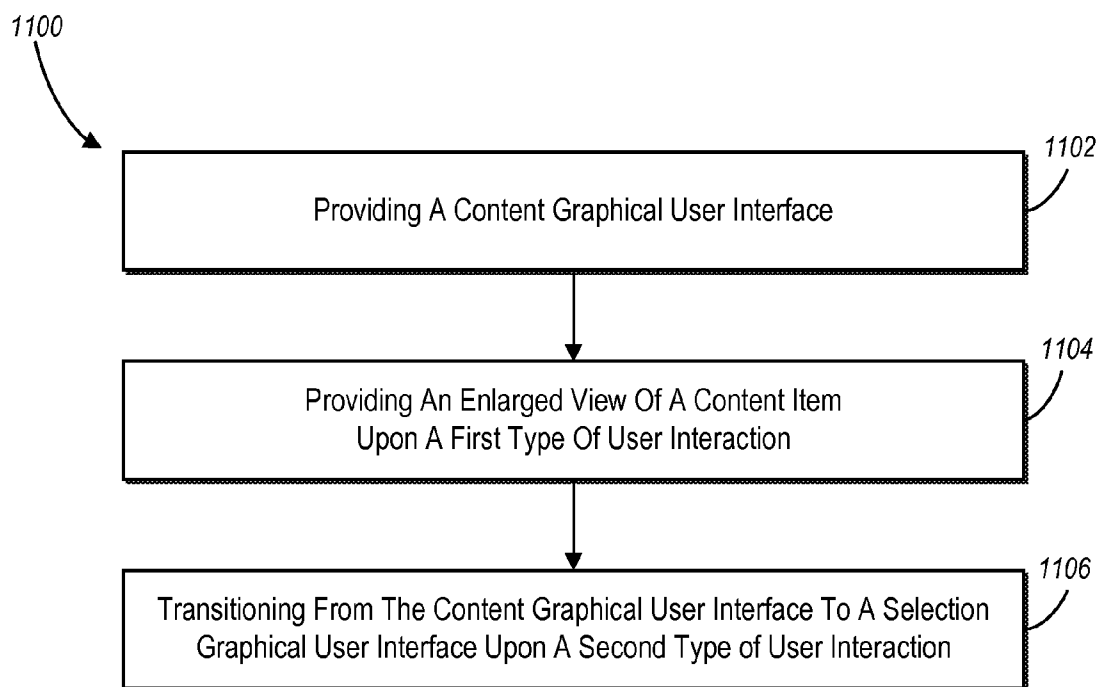 1100
1102
Providing A Content Graphical User Interface
1104
Providing An Enlarged View Of A Content Item
Upon A First Type Of User Interaction
1106
Transitioning From The Content Graphical User Interface To A Selection
Graphical User Interface Upon A Second Type of User Interaction